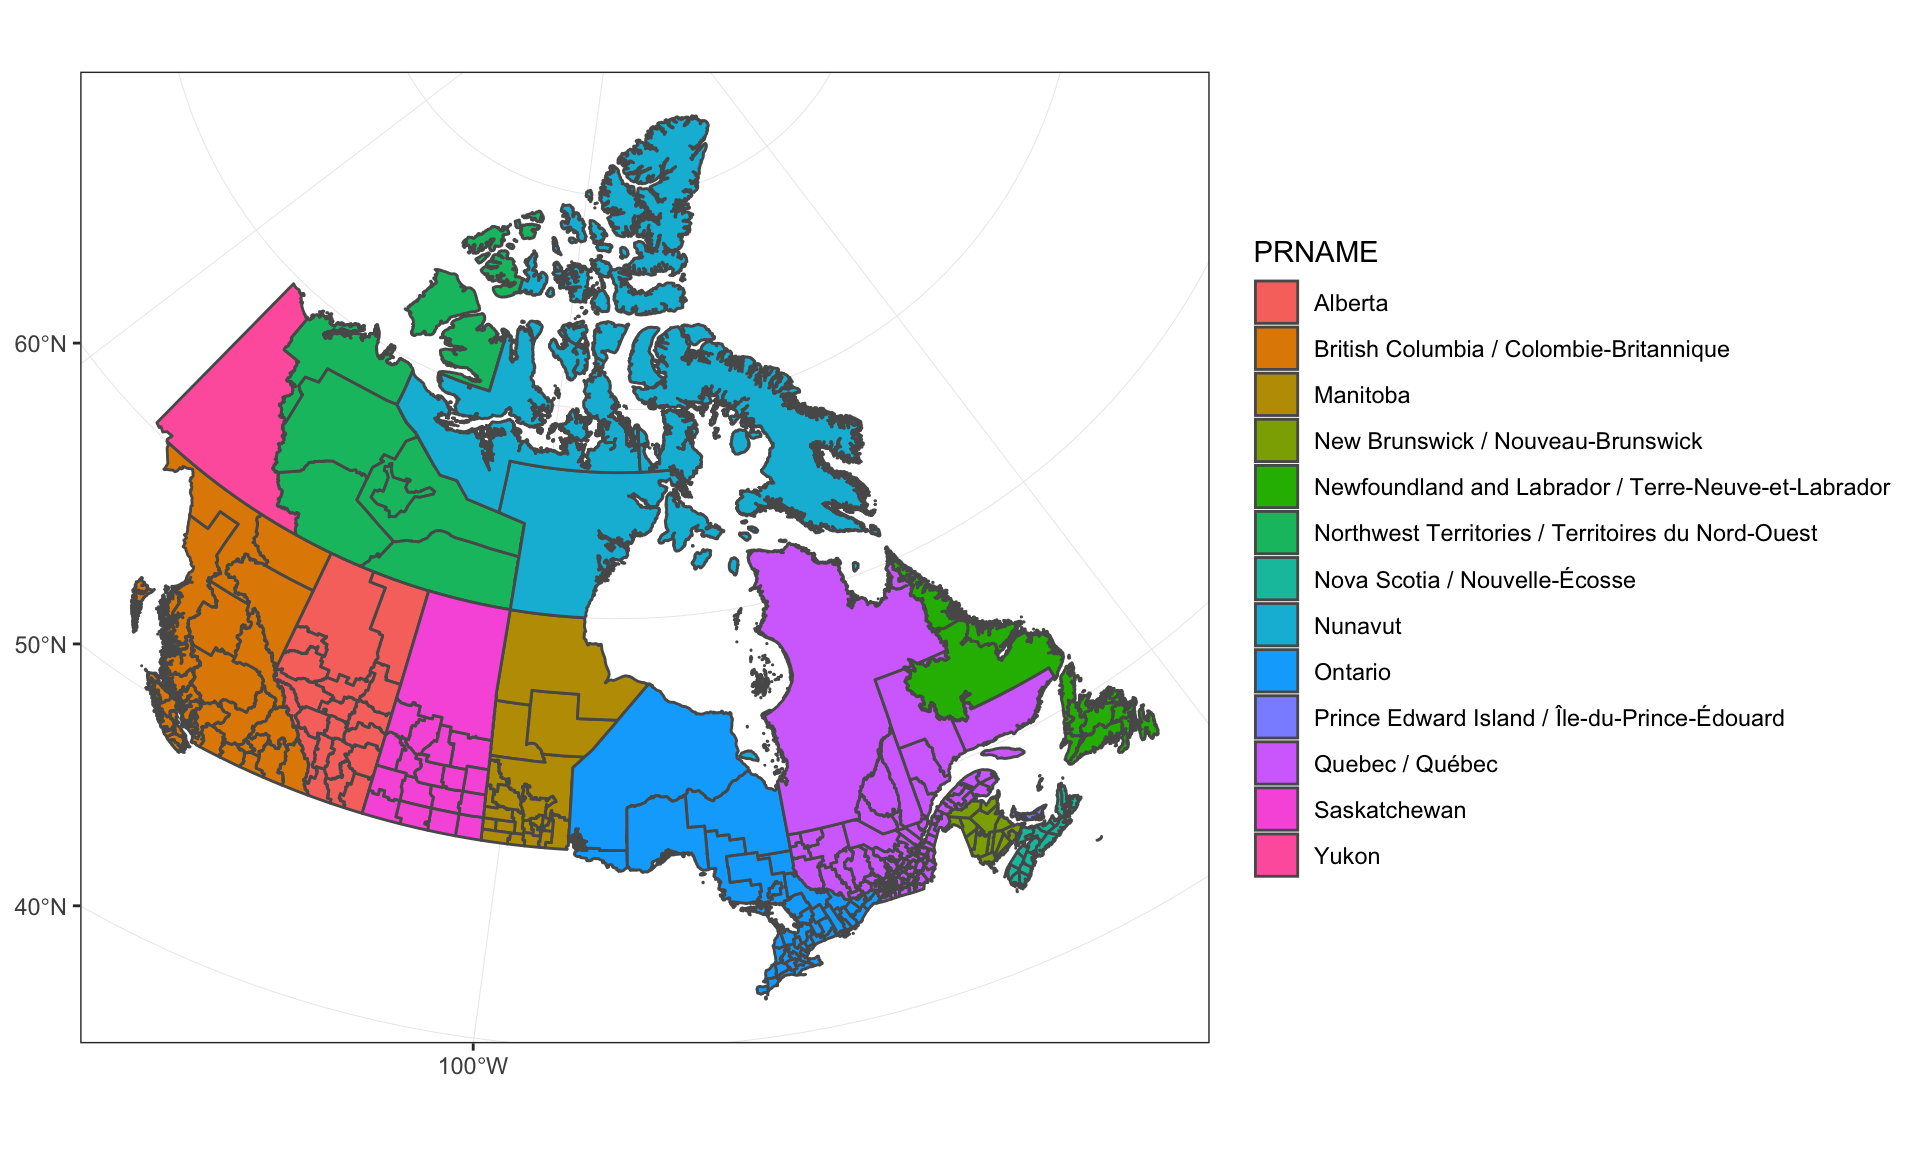 60°N
50°N
40°N
100°W
PRNAME
Alberta
British Columbia / Colombie-Britannique
Manitoba
New Brunswick / Nouveau-Brunswick
Newfoundland and Labrador / Terre-Neuve-et-Labrador
Northwest Territories / Territoires du Nord-Ouest
Nova Scotia / Nouvelle-Écosse
Nunavut
Ontario
Prince Edward Island / Île-du-Prince-Édouard
Quebec / Québec
Saskatchewan
Yukon